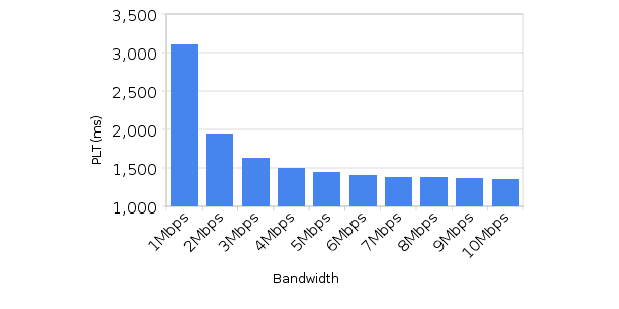 3,500
3,000
2,500
2,000
1,500
1,000
PLT (ms)
1Mbps
2Mbps
3Mbps
4Mbps
5Mbps
6Mbps
7Mbps
8Mbps
9Mbps
10Mbps
Bandwidth